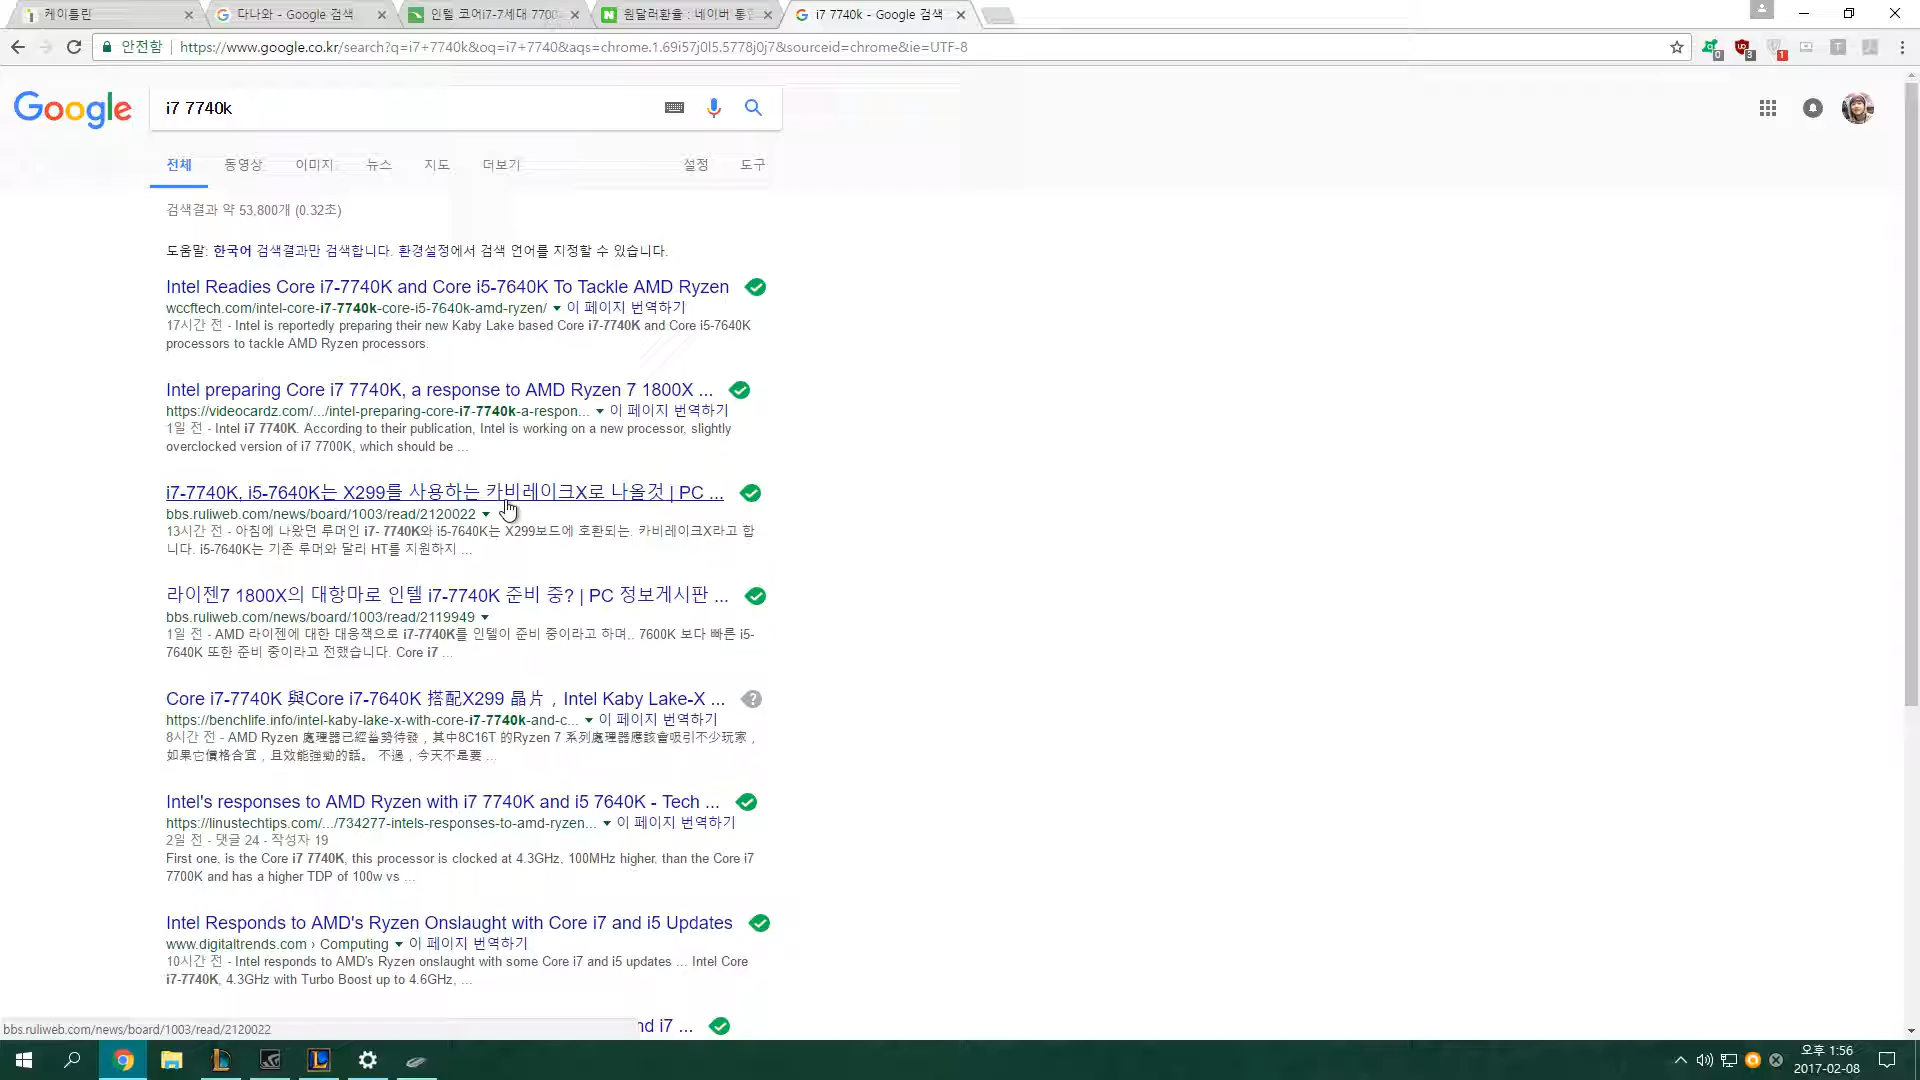 케이틀린
다나와 - Google 검색
인텔 코어i7-7세대 7700
원달러환율 : 네이버 통합
i7 7740k - Google 검색
안전함
https://www.google.co.kr/search?q=i7+7740k&oq=i7+7740&aqs=chrome.1.69i57j0l5.5778j0j7&sourceid=chrome&ie=UTF-8
Google
i7 7740k
전체 동영상 이미지 뉴스 지도 더보기 설정 도구
검색결과 약 53,800개 (0.32초)
도움말: 한국어 검색결과만 검색합니다. 환경설정에서 검색 언어를 지정할 수 있습니다.
Intel Readies Core i7-7740K and Core i5-7640K To Tackle AMD Ryzen
wccftech.com/intel-core-i7-7740k-core-i5-7640k-amd-ryzen/ 이 페이지 번역하기
17시간 전 - Intel is reportedly preparing their new Kaby Lake based Core i7-7740K and Core i5-7640K
processors to tackle AMD Ryzen processors.
Intel preparing Core i7 7740K, a response to AMD Ryzen 7 1800X ...
https://videocardz.com/.../intel-preparing-core-i7-7740k-a-respon... 이 페이지 번역하기
1일 전 - Intel i7 7740K. According to their publication, Intel is working on a new processor, slightly
overclocked version of i7 7700K, which should be ...
i7-7740K, i5-7640K는 X299를 사용하는 카비레이크X로 나올것 | PC ...
bbs.ruliweb.com/news/board/1003/read/2120022
13시간 전 - 아침에 나왔던 루머인 i7- 7740K와 i5-7640K는 X299보드에 호환되는. 카비레이크X라고 합
니다. i5-7640K는 기존 루머와 달리 HT를 지원하지 ...
라이젠7 1800X의 대항마로 인텔 i7-7740K 준비 중? | PC 정보게시판 ...
bbs.ruliweb.com/news/board/1003/read/2119949
1일 전 - AMD 라이젠에 대한 대응책으로 i7-7740K를 인텔이 준비 중이라고 하며.. 7600K 보다 빠른 i5-
7640K 또한 준비 중이라고 전했습니다. Core i7 ...
Core i7-7740K 與Core i7-7640K 搭配X299 晶片，Intel Kaby Lake-X ...
https://benchlife.info/intel-kaby-lake-x-with-core-i7-7740k-and-c... 이 페이지 번역하기
8시간 전 - AMD Ryzen 處理器已經蓄勢待發，其中8C16T 的Ryzen 7 系列處理器應該會吸引不少玩家，
如果它價格合宜，且效能強勁的話。 不過，今天不是要 ...
Intel's responses to AMD Ryzen with i7 7740K and i5 7640K - Tech ...
https://linustechtips.com/.../734277-intels-responses-to-amd-ryzen... 이 페이지 번역하기
2일 전 - 댓글 24 - 작성자 19
First one, is the Core i7 7740K, this processor is clocked at 4.3GHz, 100MHz higher, than the Core i7
7700K and has a higher TDP of 100w vs ...
Intel Responds to AMD's Ryzen Onslaught with Core i7 and i5 Updates
www.digitaltrends.com › Computing 이 페이지 번역하기
10시간 전 - Intel responds to AMD's Ryzen onslaught with some Core i7 and i5 updates ... Intel Core
i7-7740K, 4.3GHz with Turbo Boost up to 4.6GHz, ...
nd i7 ...
bbs.ruliweb.com/news/board/1003/read/2120022
오후 1:56
2017-02-08